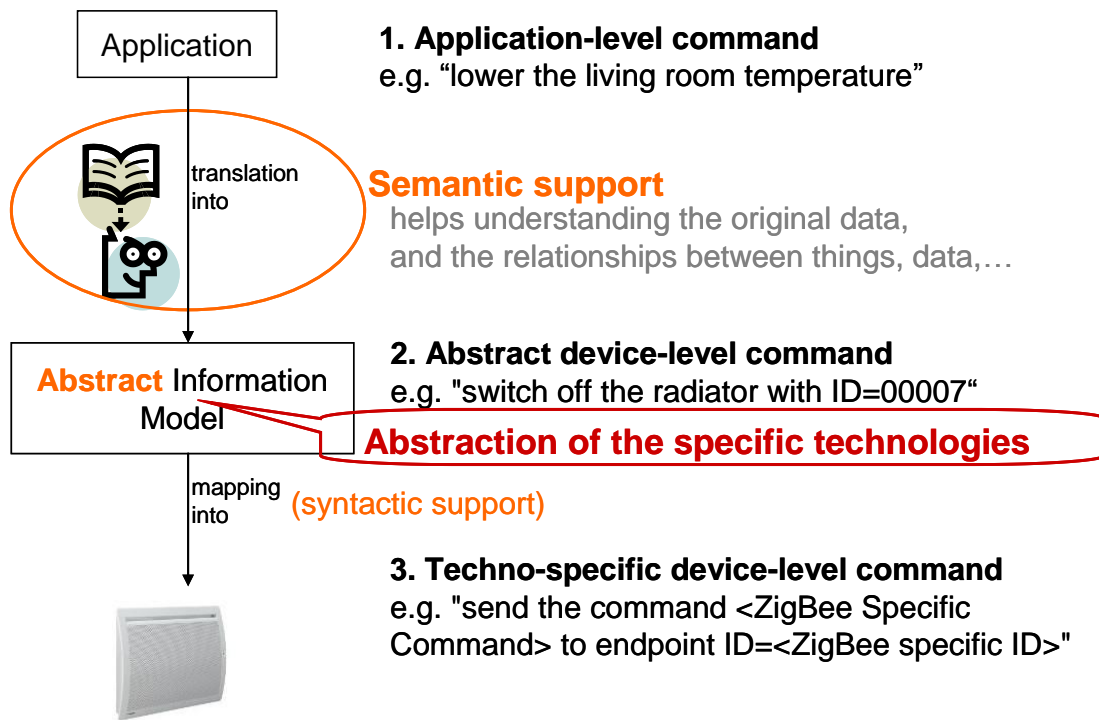 Application
1. Application-level command
e.g. “lower the living room temperature”
translation
into
Semantic support
helps understanding the original data,
and the relationships between things, data,…
Abstract Information
Model
2. Abstract device-level command
e.g. "switch off the radiator with ID=00007“
Abstraction of the specific technologies
mapping
into
(syntactic support)
3. Techno-specific device-level command
e.g. "send the command <ZigBee Specific
Command> to endpoint ID=<ZigBee specific ID>"